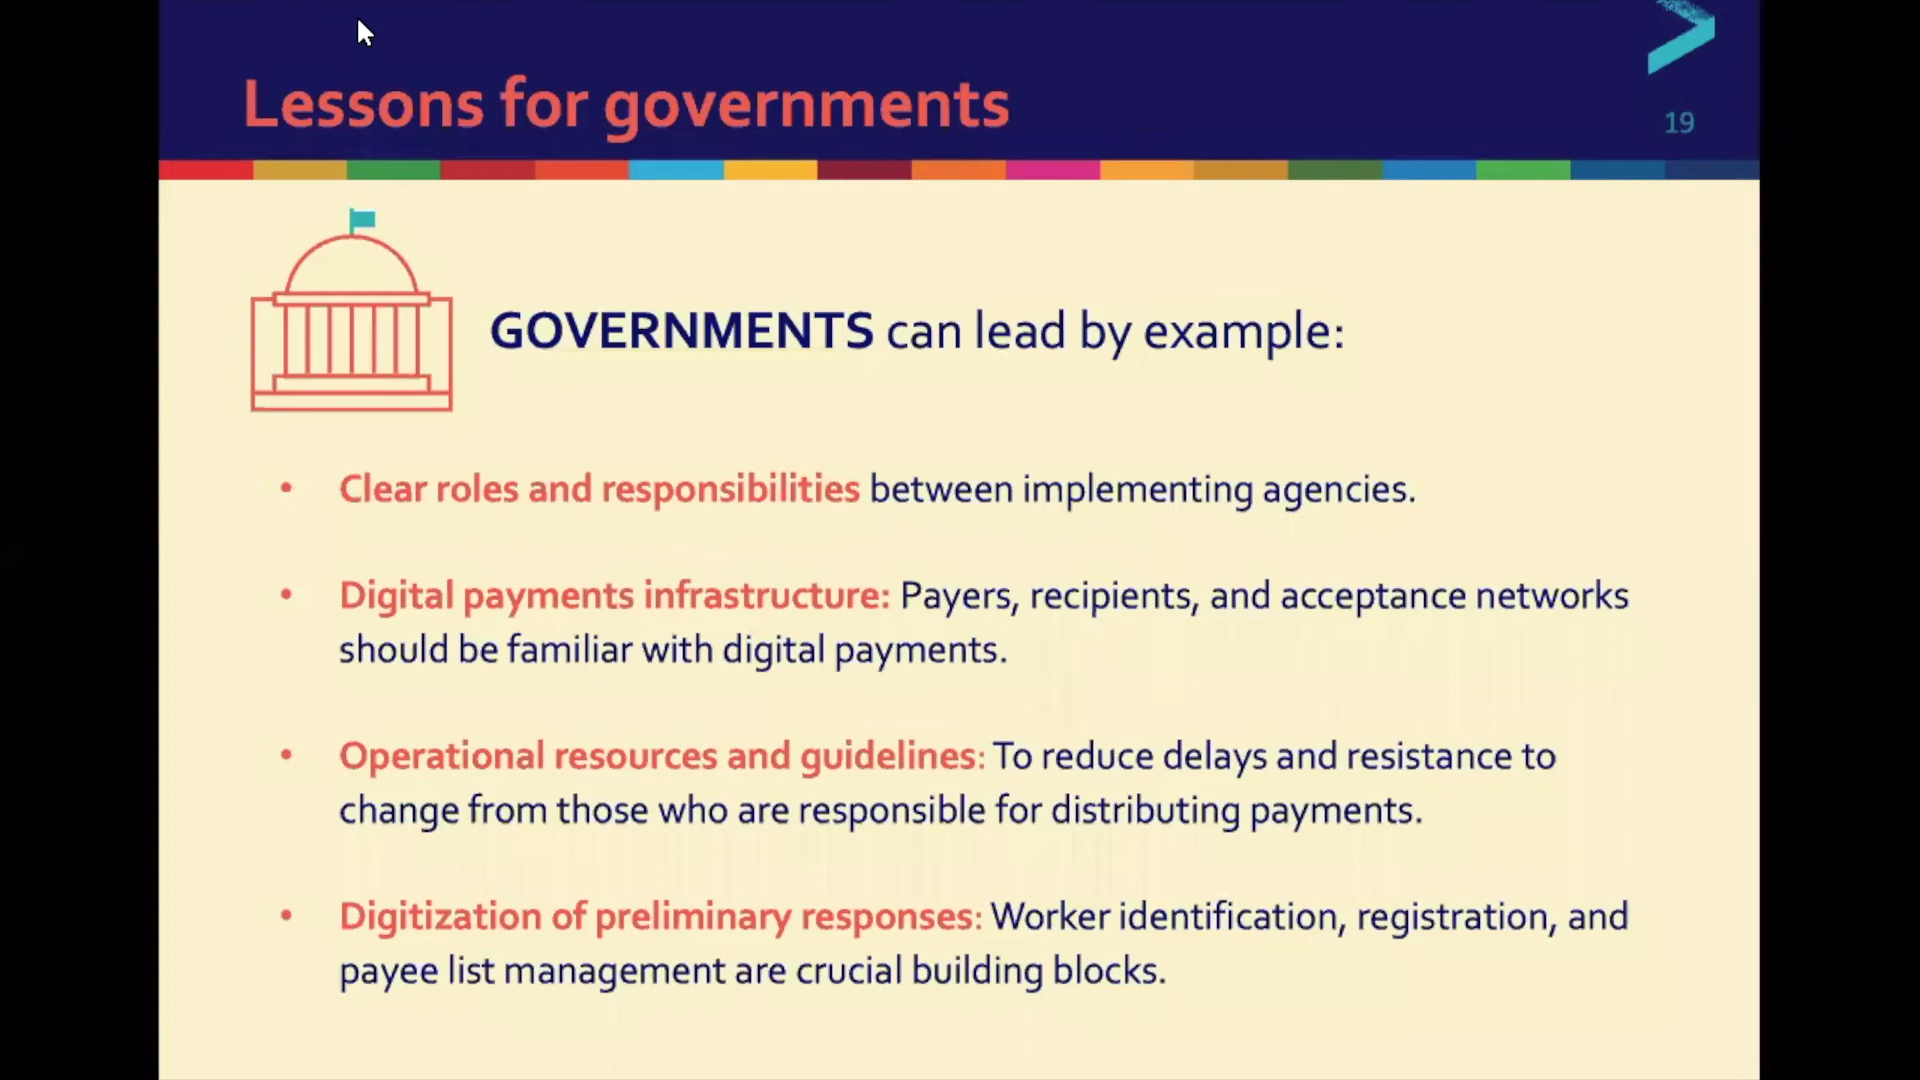 Lessons for governments
19
GOVERNMENTS can lead by example:
• Clear roles and responsibilities between implementing agencies.
• Digital payments infrastructure: Payers, recipients, and acceptance networks
should be familiar with digital payments.
• Operational resources and guidelines: To reduce delays and resistance to
change from those who are responsible for distributing payments.
• Digitization of preliminary responses: Worker identification, registration, and
payee list management are crucial building blocks.